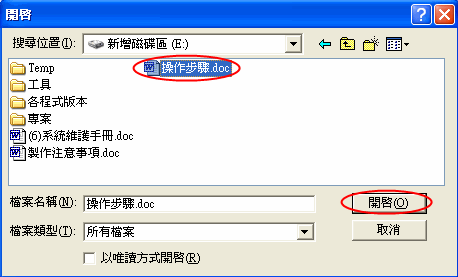 開啓
搜尋位置(I):
新增磁碟區 (E:)
Temp
工具
各程式版本
專案
(6)系統維護手冊.doc
製作注意事項.doc
操作步驟.doc
檔案名稱(N):
操作步驟.doc
開啓(O)
檔案類型(T):
所有檔案
取消
以唯讀方式開啓(R)